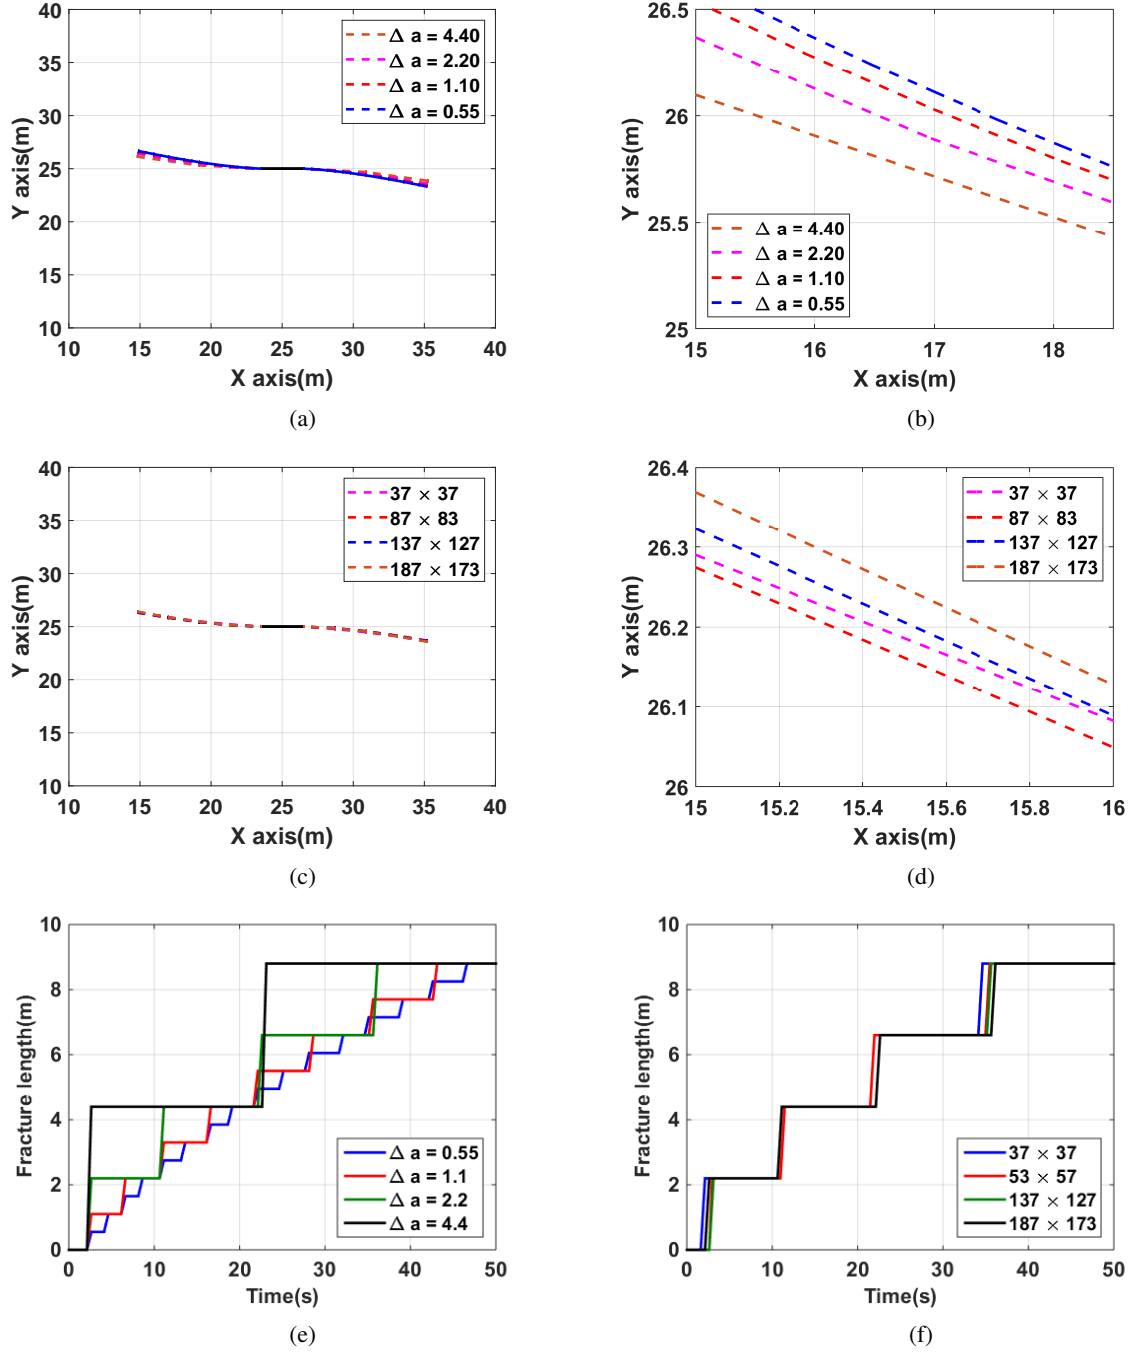 40
35
30
25
20
15
10
10 15 20 25 30 35 40
Y axis(m)
X axis(m)
Δ a = 4.40
Δ a = 2.20
Δ a = 1.10
Δ a = 0.55
(a)
26.5
26
25.5
25
15 16 17 18
Y axis(m)
X axis(m)
Δ a = 4.40
Δ a = 2.20
Δ a = 1.10
Δ a = 0.55
(b)
40
35
30
25
20
15
10
10 15 20 25 30 35 40
Y axis(m)
X axis(m)
37 × 37
87 × 83
137 × 127
187 × 173
(c)
26.4
26.3
26.2
26.1
26
15 15.2 15.4 15.6 15.8 16
Y axis(m)
X axis(m)
37 × 37
87 × 83
137 × 127
187 × 173
(d)
10
8
6
4
2
0
0 10 20 30 40 50
Fracture length(m)
Time(s)
Δ a = 0.55
Δ a = 1.1
Δ a = 2.2
Δ a = 4.4
(e)
10
8
6
4
2
0
0 10 20 30 40 50
Fracture length(m)
Time(s)
37 × 37
53 × 57
137 × 127
187 × 173
(f)